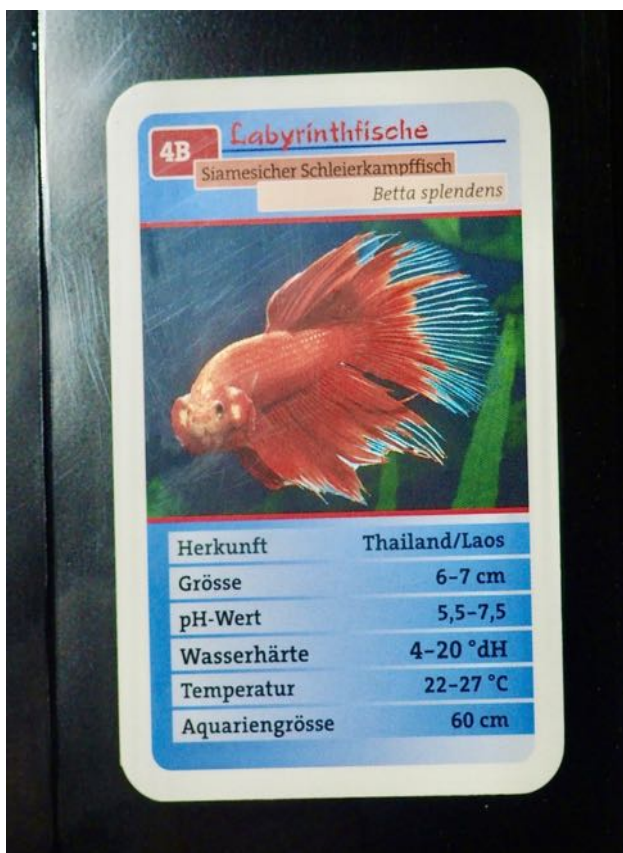 4B
Labyrinthfische
Siamesicher Schleierkampffisch
Betta splendens
Herkunft Thailand/Laos
Grösse 6–7 cm
pH-Wert 5,5–7,5
Wasserhärte 4–20 °dH
Temperatur 22–27 °C
Aquariengrösse 60 cm